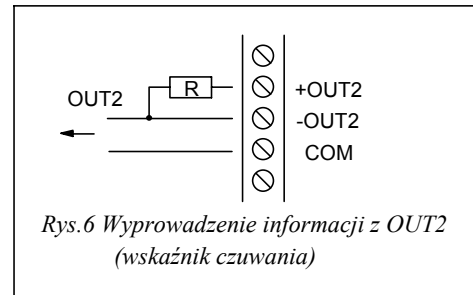 R
OUT2
+OUT2
-OUT2
COM
Rys.6 Wyprowadzenie informacji z OUT2
(wskaźnik czuwania)